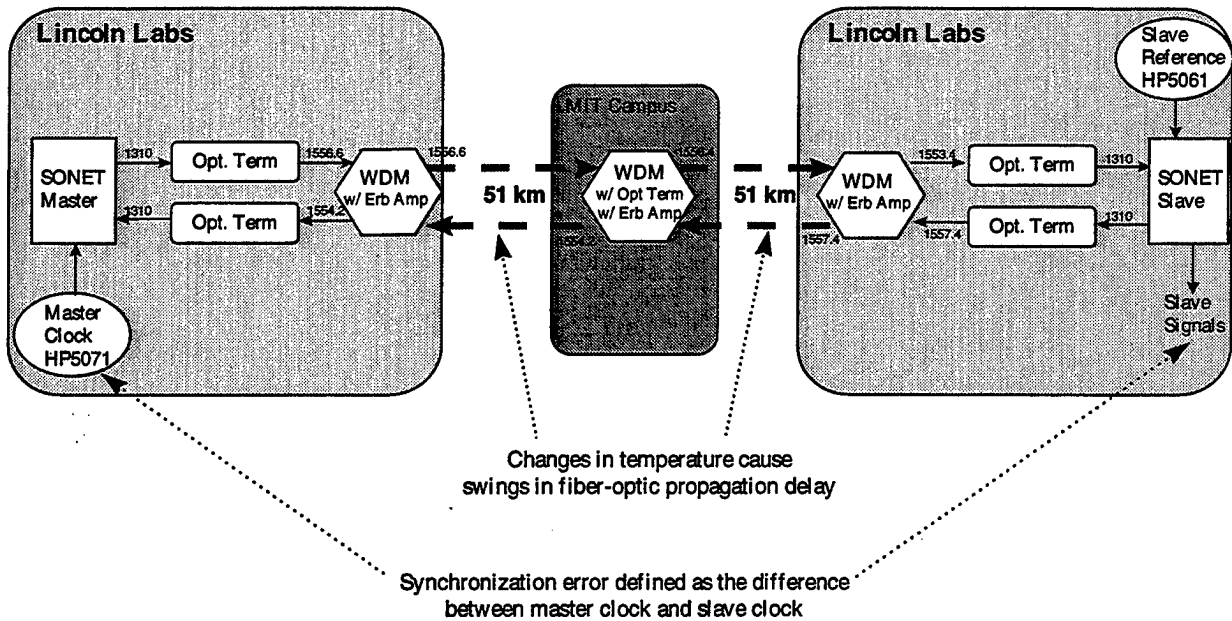 Lincoln Labs
SONET
Master
1310
Opt. Term
1556.6
1310
Opt. Term
1554.2
WDM
w/ Erb Amp
Master
Clock
HP5071
1556.6
51 km
MIT Campus
WDM
w/ Opt Term
w/ Erb Amp
51 km
1557.4
Lincoln Labs
Slave
Reference
HP5061
WDM
w/ Erb Amp
1553.4
Opt. Term
1310
1557.4
Opt. Term
1310
SONET
Slave
Slave
Signals
Changes in temperature cause
swings in fiber-optic propagation delay
Synchronization error defined as the difference
between master clock and slave clock